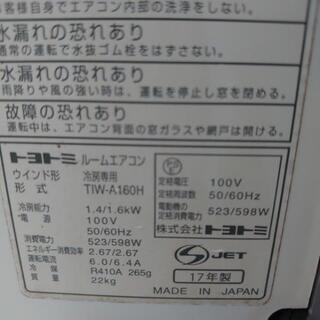 お客様自身でエアコン内部の洗浄をしない。
水漏れの恐れあり
通常の運転で水抜ゴム栓をはずさない。
水漏れの恐れあり
雨降りや風の強い時は、運転を停止し窓を閉める。
故障の恐れあり
運転中は、エアコン背面の窓ガラスや網戸は開ける。
トヨトミ ルームエアコン
ウインド形 冷房専用
形式 TIW-A160H
冷房能力 1.4/1.6kW
電源 100V
50/60Hz
消費電力 523/598W
エネルギー消費効率 2.67/2.67
運転電流 6.0/6.4A
冷媒 R410A 265g
質量 22kg
PSE
定格電圧 100V
定格周波数 50/60Hz
電動機の定格消費電力 523/598W
株式会社トヨトミ
S JET
17年製
MADE IN JAPAN